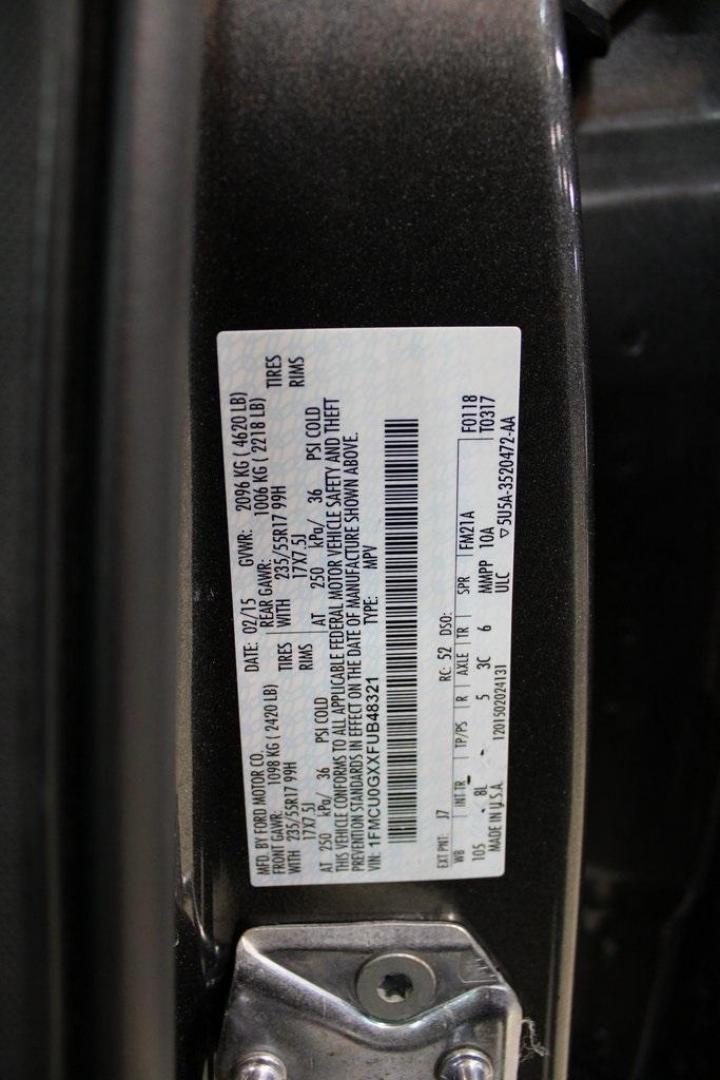 MFD. BY FORD MOTOR CO. DATE: 02/15 GVWR: 2096 KG ( 4620 LB)
FRONT GAWR: 1098 KG ( 2420 LB) REAR GAWR: 1006 KG ( 2218 LB)
WITH 235/55R17 99H TIRES WITH 235/55R17 99H TIRES
17X7.5J RIMS 17X7.5J RIMS
AT 250 kPa/ 36 PSI COLD AT 250 kPa/ 36 PSI COLD
THIS VEHICLE CONFORMS TO ALL APPLICABLE FEDERAL MOTOR VEHICLE SAFETY AND THEFT
PREVENTION STANDARDS IN EFFECT ON THE DATE OF MANUFACTURE SHOWN ABOVE.
VIN: 1FMCU0GXXFUB48321 TYPE: MPV
EXT PNT: J7 RC: 52 DSO:
WB INT TR TP/PS R AXLE TR SPR FM21A F0118
105 8L 5 3C 6 MMPP 10A T0317
MADE IN U.S.A. 1201502024131 ULC ▽5U5A-3520472-AA